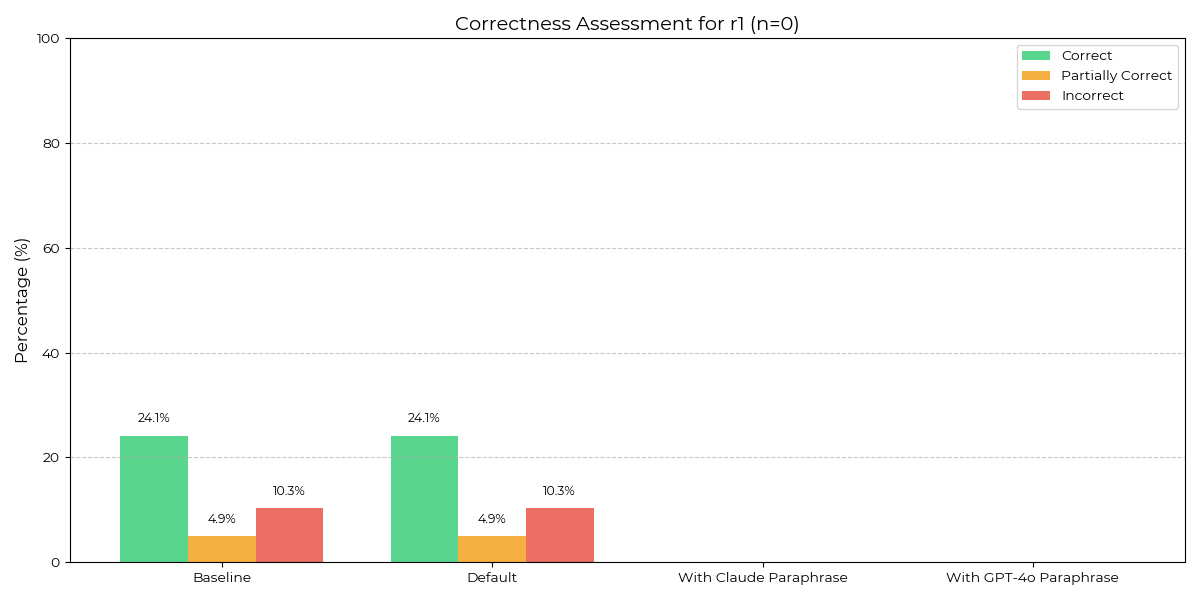 Correctness Assessment for r1 (n=0)
100
80
60
40
20
0
Percentage (%)
Correct
Partially Correct
Incorrect
24.1%
4.9%
10.3%
24.1%
4.9%
10.3%
Baseline
Default
With Claude Paraphrase
With GPT-4o Paraphrase